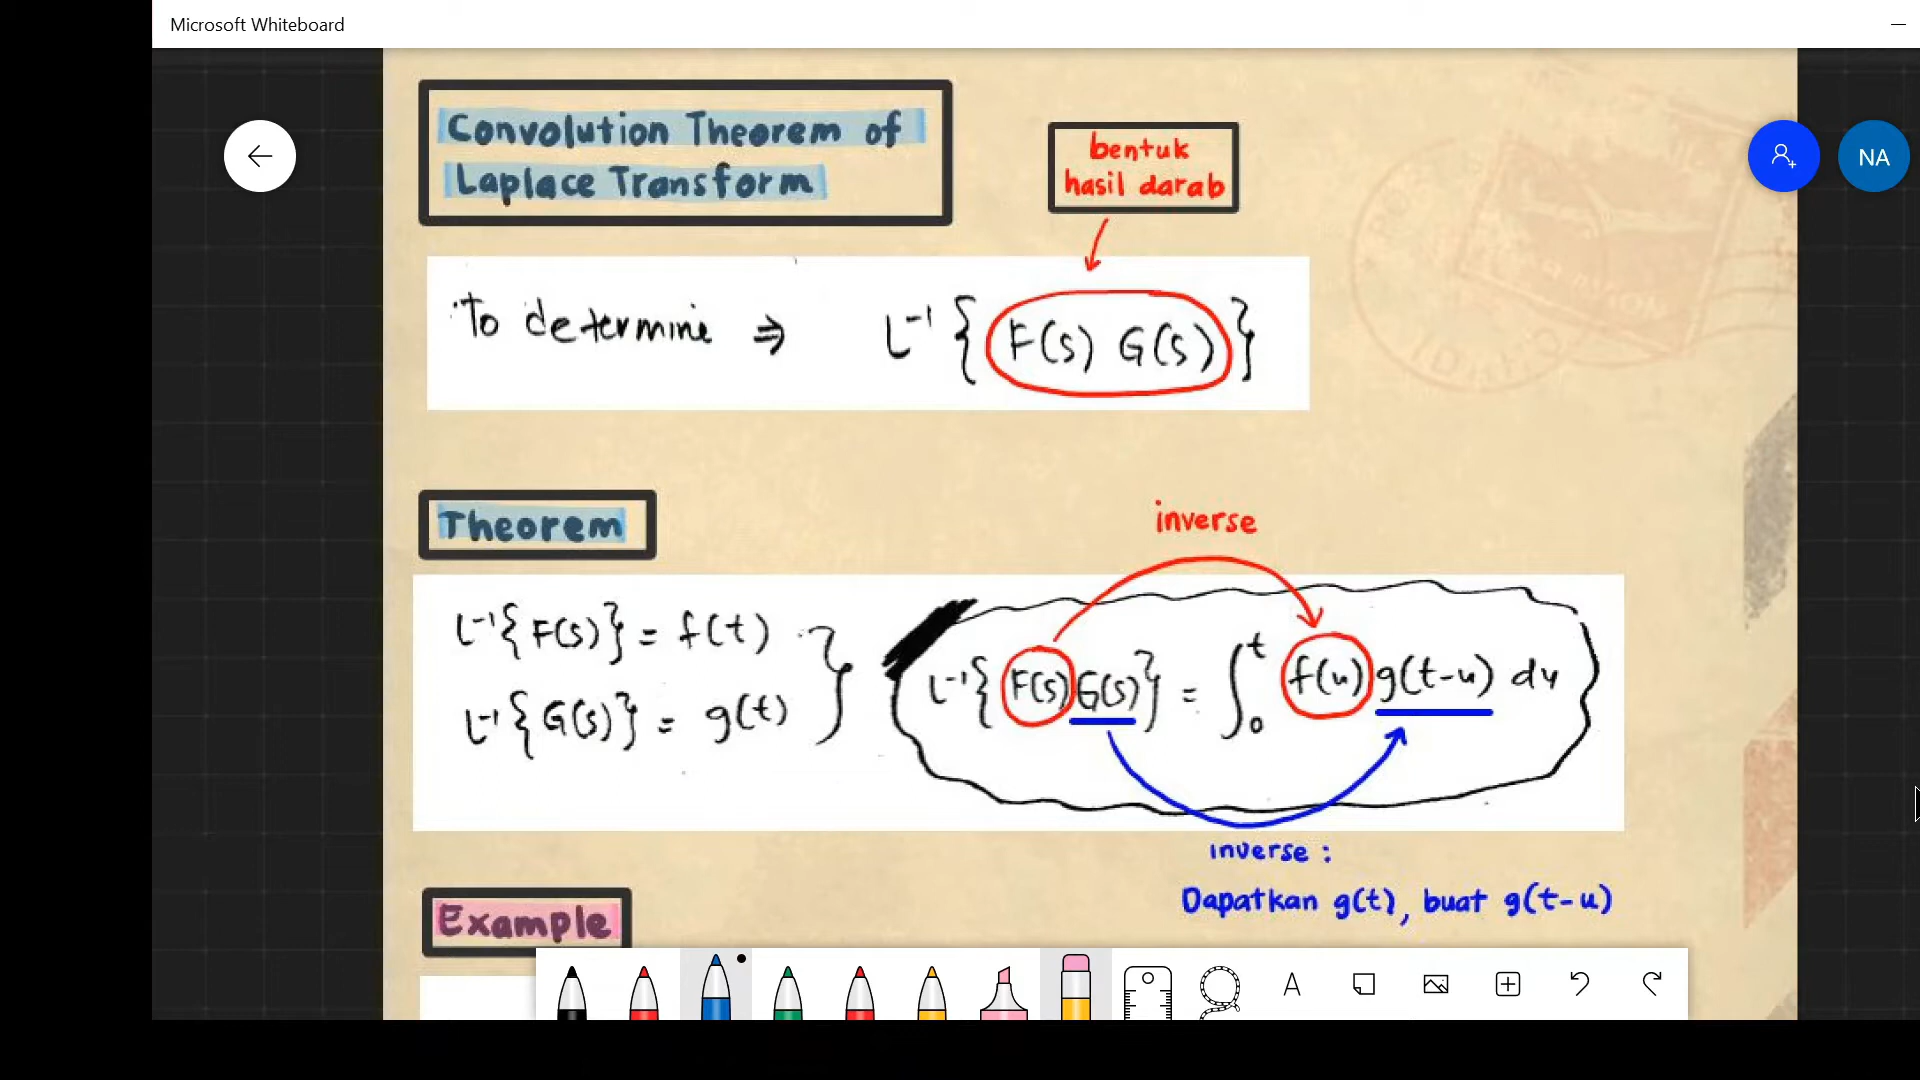 Microsoft Whiteboard
Convolution Theorem of
Laplace Transform
bentuk
hasil darab
NA
To determine ⇒ L⁻¹{F(s) G(s)}
Theorem
inverse
L⁻¹{F(s)} = f(t)
L⁻¹{G(s)} = g(t)
L⁻¹{F(s)G(s)} = ∫₀ᵗ f(u) g(t-u) du
inverse :
Dapatkan g(t), buat g(t-u)
Example
A